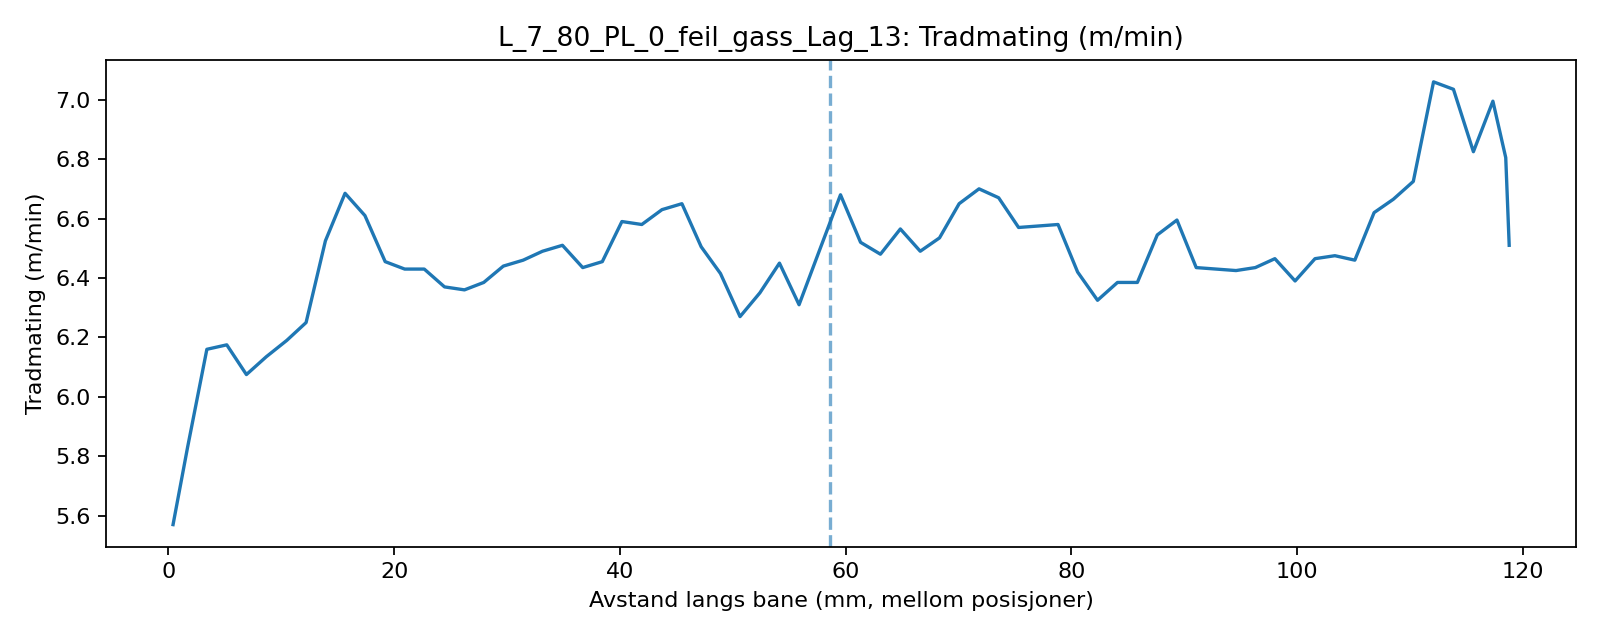 L_7_80_PL_0_feil_gass_Lag_13: Tradmating (m/min)
Tradmating (m/min)
7.0
6.8
6.6
6.4
6.2
6.0
5.8
5.6
0 20 40 60 80 100 120
Avstand langs bane (mm, mellom posisjoner)